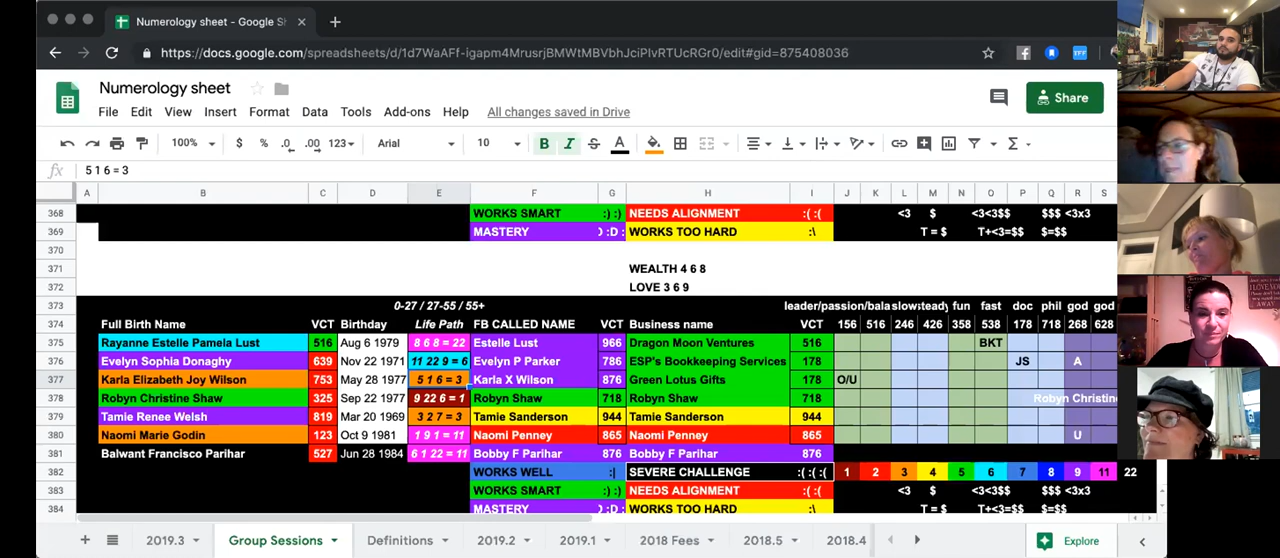 Numerology sheet - Google Sh
https://docs.google.com/spreadsheets/d/1d7WaAFf-igapm4MrusrjBMWtMBVbhJciPlvRTUcRGr0/edit#gid=875408036
Numerology sheet
File Edit View Insert Format Data Tools Add-ons Help All changes saved in Drive
Share
100% $ % .0 .00 123 Arial 10 B I S A
fx 5 1 6 = 3
A B C D E F G H I J K L M N O P Q R S
368 WORKS SMART :) :) NEEDS ALIGNMENT :( :( <3 $ <3<3$$ $$$ <3x3
369 MASTERY ) :D : WORKS TOO HARD :\ T = $ T+<3=$$ $=$$
370
371 WEALTH 4 6 8
372 LOVE 3 6 9
373 0-27 / 27-55 / 55+ leader/passion/bala slow steady fun fast doc phil god god
374 Full Birth Name VCT Birthday Life Path FB CALLED NAME VCT Business name VCT 156 516 246 426 358 538 178 718 268 628
375 Rayanne Estelle Pamela Lust 516 Aug 6 1979 8 6 8 = 22 Estelle Lust 966 Dragon Moon Ventures 516 BKT
376 Evelyn Sophia Donaghy 639 Nov 22 1971 11 22 9 = 6 Evelyn P Parker 786 ESP's Bookkeeping Services 178 JS A
377 Karla Elizabeth Joy Wilson 753 May 28 1977 5 1 6 = 3 Karla X Wilson 876 Green Lotus Gifts 178 O/U
378 Robyn Christine Shaw 325 Sep 22 1977 9 22 6 = 1 Robyn Shaw 718 Robyn Shaw 718 Robyn Christine
379 Tamie Renee Welsh 819 Mar 20 1969 3 2 7 = 3 Tamie Sanderson 944 Tamie Sanderson 944
380 Naomi Marie Godin 123 Oct 9 1981 1 9 1 = 11 Naomi Penney 865 Naomi Penney 865 U
381 Balwant Francisco Parihar 527 Jun 28 1984 6 1 22 = 11 Bobby F Parihar 876 Bobby F Parihar 876
382 WORKS WELL :| SEVERE CHALLENGE :( :( :( 1 2 3 4 5 6 7 8 9 11 22
383 WORKS SMART :) :) NEEDS ALIGNMENT :( :( <3 $ <3<3$$ $$$ <3x3
384 MASTERY ) :D : WORKS TOO HARD :\ T = $ T+<3=$$ $=$$
2019.3 Group Sessions Definitions 2019.2 2019.1 2018 Fees 2018.5 2018.4 Explore